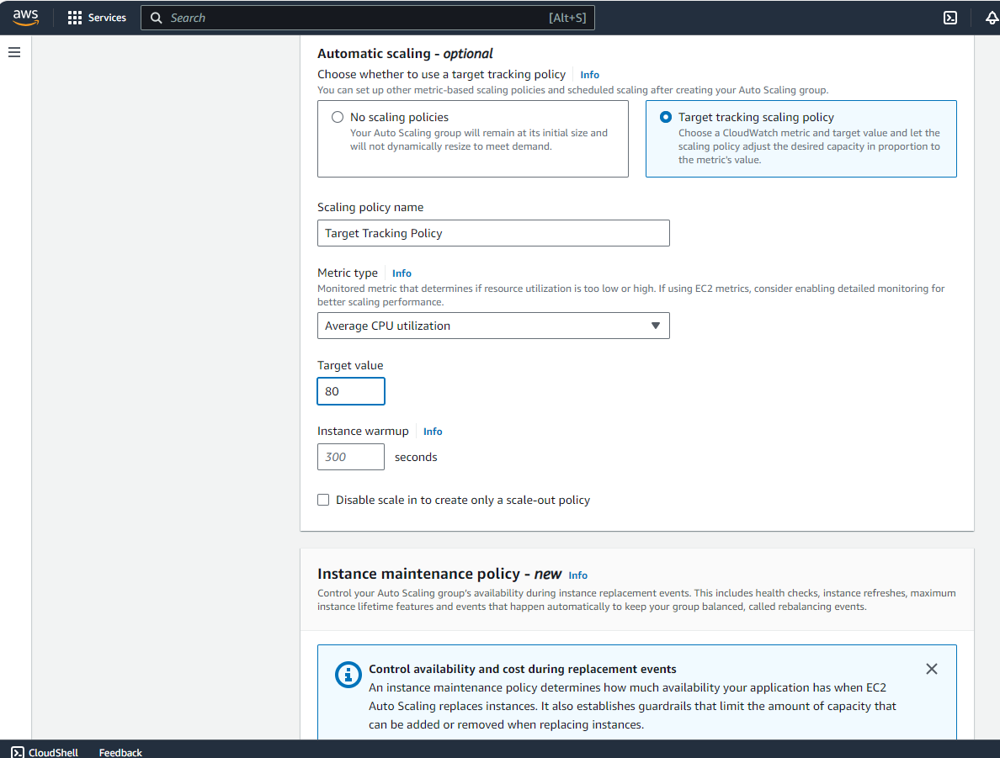 aws
Services
Search [Alt+S]
Automatic scaling - optional
Choose whether to use a target tracking policy Info
You can set up other metric-based scaling policies and scheduled scaling after creating your Auto Scaling group.
No scaling policies
Your Auto Scaling group will remain at its initial size and
will not dynamically resize to meet demand.
Target tracking scaling policy
Choose a CloudWatch metric and target value and let the
scaling policy adjust the desired capacity in proportion to
the metric's value.
Scaling policy name
Target Tracking Policy
Metric type Info
Monitored metric that determines if resource utilization is too low or high. If using EC2 metrics, consider enabling detailed monitoring for
better scaling performance.
Average CPU utilization
Target value
80
Instance warmup Info
300 seconds
Disable scale in to create only a scale-out policy
Instance maintenance policy - new Info
Control your Auto Scaling group's availability during instance replacement events. This includes health checks, instance refreshes, maximum
instance lifetime features and events that happen automatically to keep your group balanced, called rebalancing events.
Control availability and cost during replacement events
An instance maintenance policy determines how much availability your application has when EC2
Auto Scaling replaces instances. It also establishes guardrails that limit the amount of capacity that
can be added or removed when replacing instances.
CloudShell Feedback